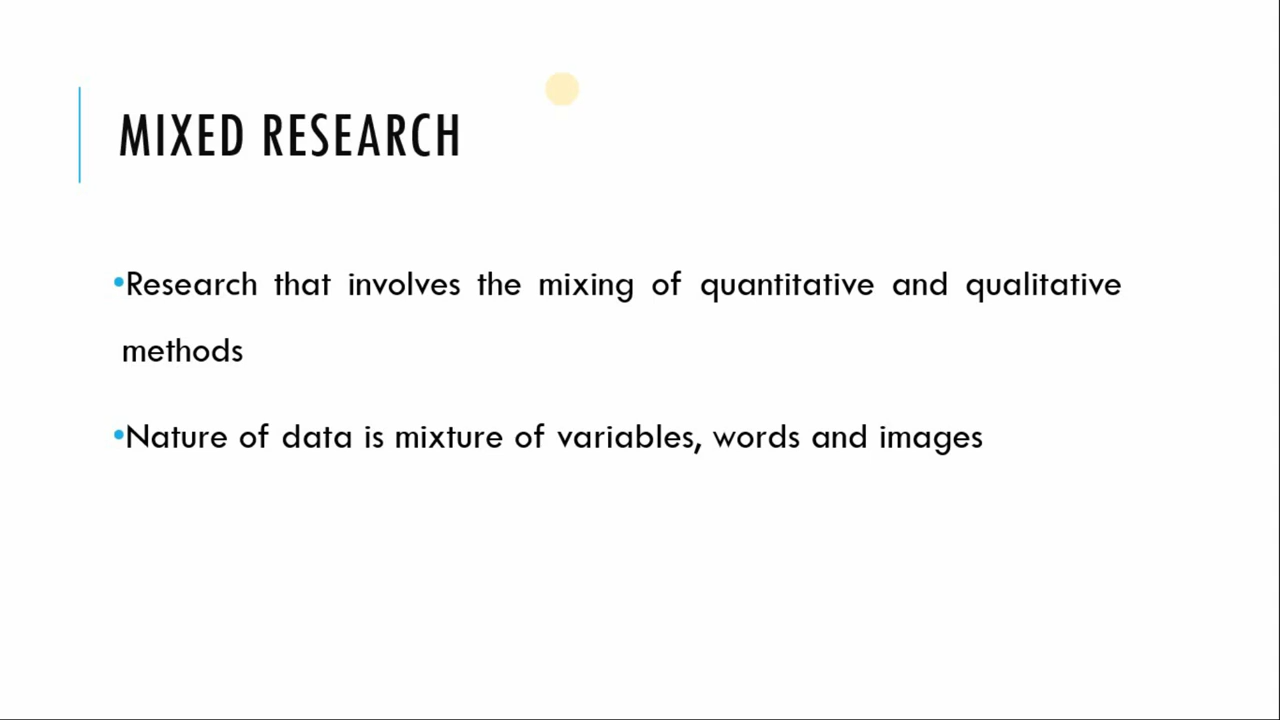 MIXED RESEARCH
•Research that involves the mixing of quantitative and qualitative
methods
•Nature of data is mixture of variables, words and images